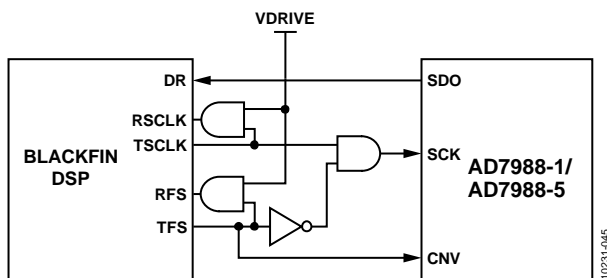 VDRIVE
DR
SDO
RSCLK
TSCLK
SCK
BLACKFIN
DSP
AD7988-1/
AD7988-5
RFS
TFS
CNV
10231-045